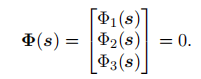 Φ(s) = [Φ₁(s)
Φ₂(s)
Φ₃(s)] = 0.